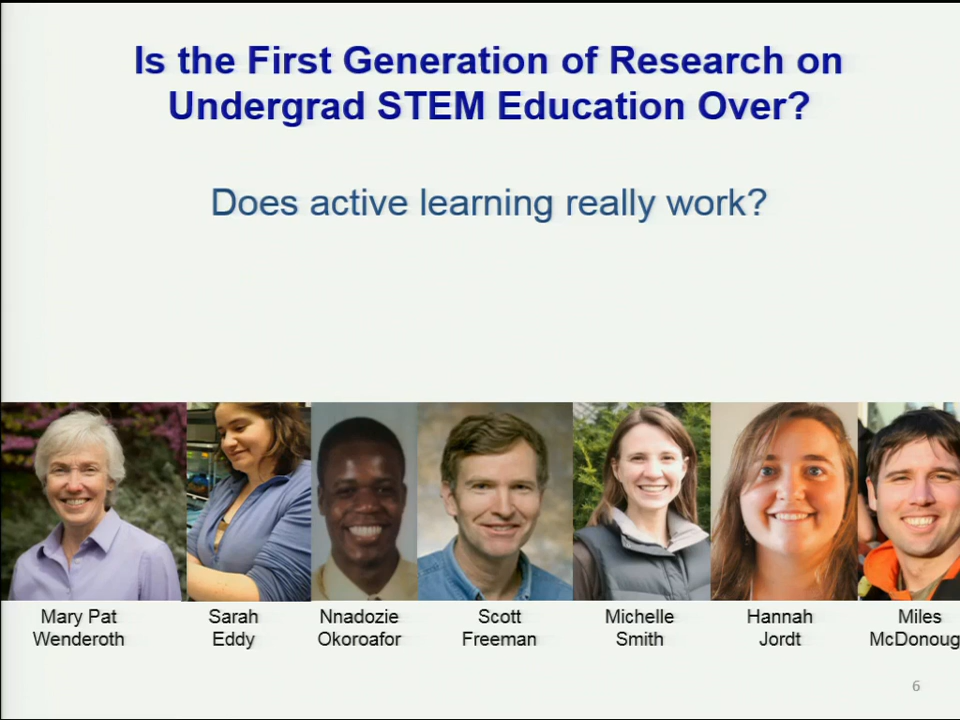 Is the First Generation of Research on
Undergrad STEM Education Over?
Does active learning really work?
Mary Pat
Wenderoth
Sarah
Eddy
Nnadozie
Okoroafor
Scott
Freeman
Michelle
Smith
Hannah
Jordt
Miles
McDonoug
6